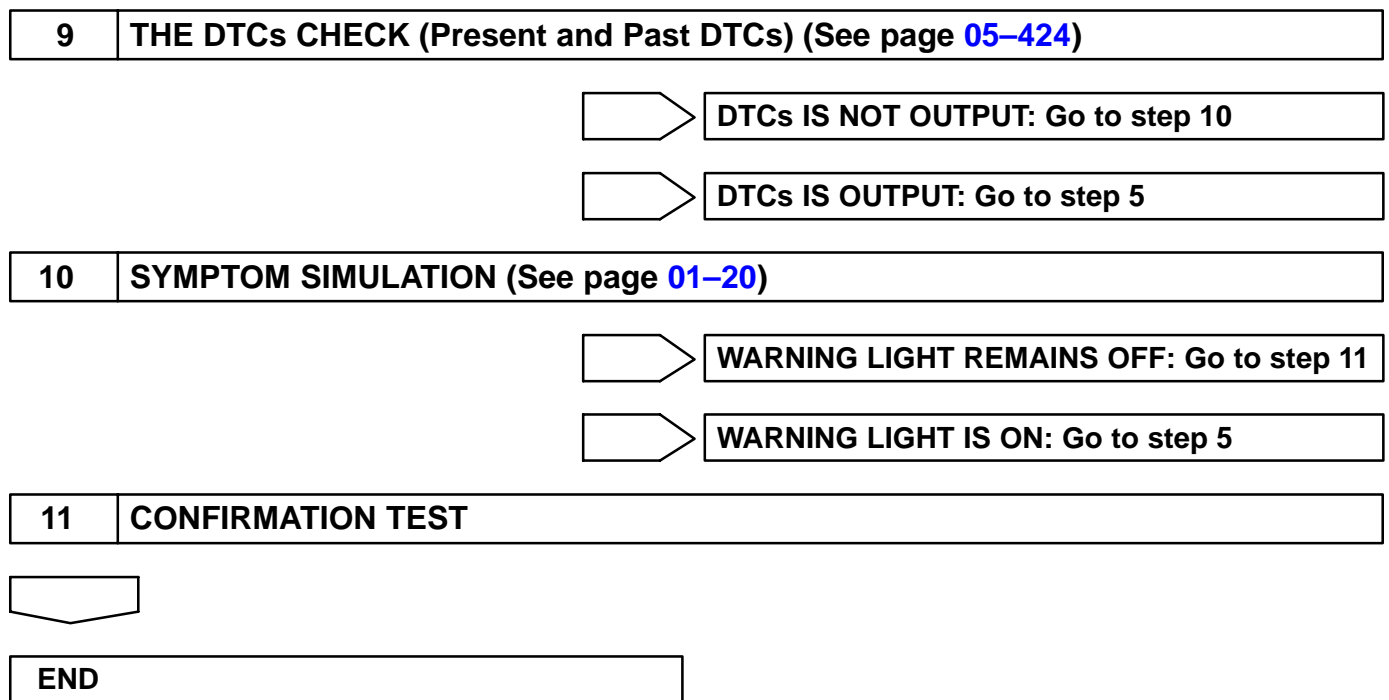 9 THE DTCs CHECK (Present and Past DTCs) (See page 05–424)
DTCs IS NOT OUTPUT: Go to step 10
DTCs IS OUTPUT: Go to step 5
10 SYMPTOM SIMULATION (See page 01–20)
WARNING LIGHT REMAINS OFF: Go to step 11
WARNING LIGHT IS ON: Go to step 5
11 CONFIRMATION TEST
END